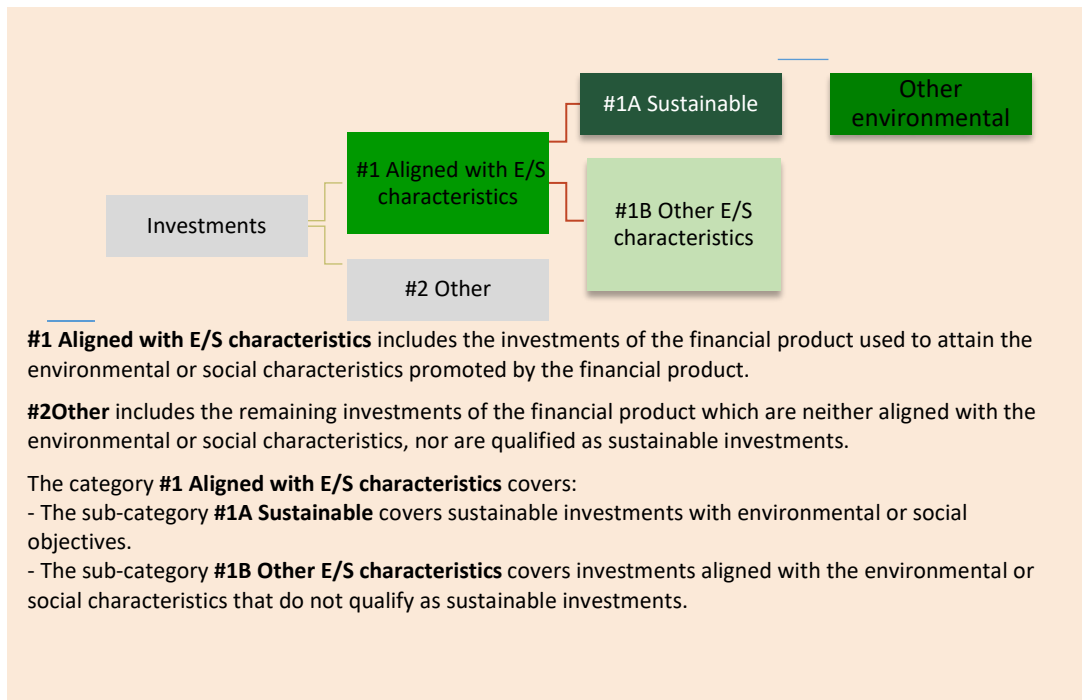 #1A Sustainable
Other
environmental
#1 Aligned with E/S
characteristics
#1B Other E/S
characteristics
Investments
#2 Other
#1 Aligned with E/S characteristics includes the investments of the financial product used to attain the
environmental or social characteristics promoted by the financial product.
#2Other includes the remaining investments of the financial product which are neither aligned with the
environmental or social characteristics, nor are qualified as sustainable investments.
The category #1 Aligned with E/S characteristics covers:
- The sub-category #1A Sustainable covers sustainable investments with environmental or social
objectives.
- The sub-category #1B Other E/S characteristics covers investments aligned with the environmental or
social characteristics that do not qualify as sustainable investments.